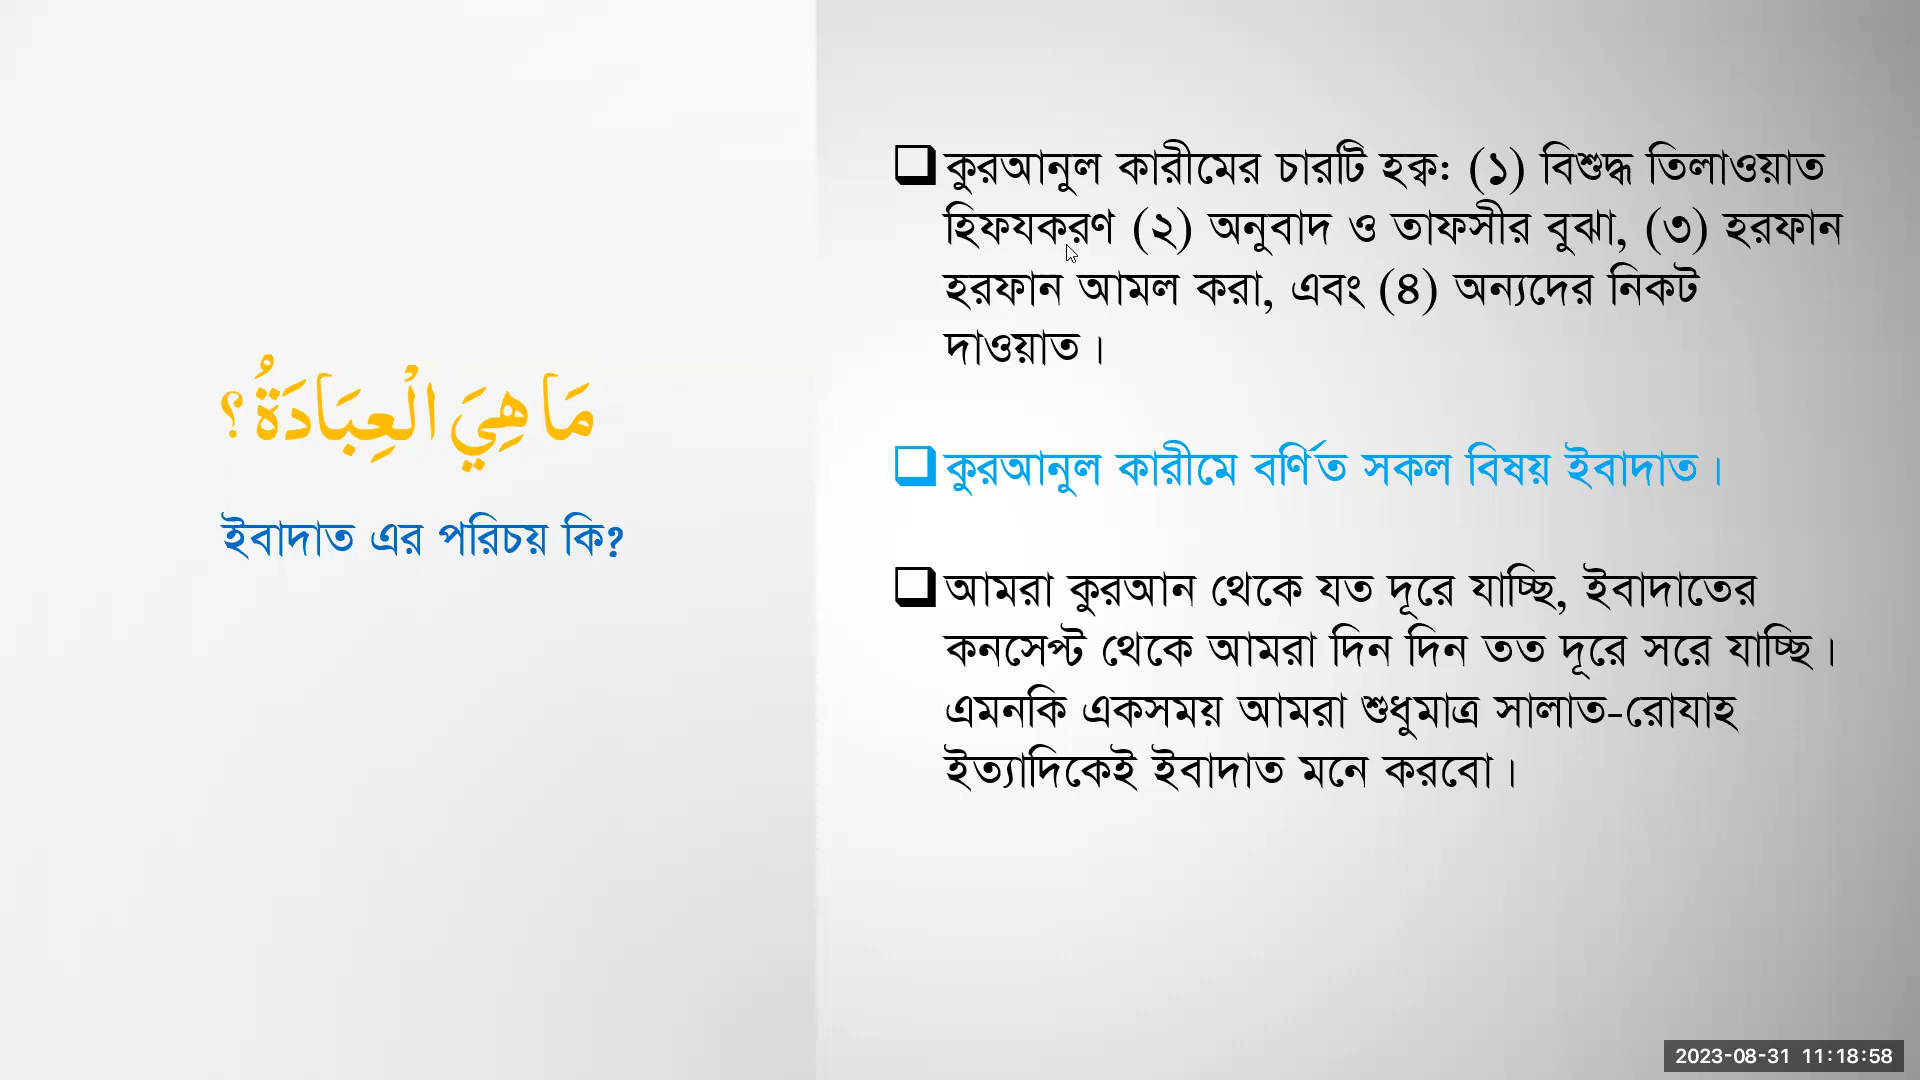 مَا هِيَ الْعِبَادَةُ؟
ইবাদাত এর পরিচয় কি?
কুরআনুল কারীমের চারটি হক্ব: (১) বিশুদ্ধ তিলাওয়াত
হিফযকরণ (২) অনুবাদ ও তাফসীর বুঝা, (৩) হরফান
হরফান আমল করা, এবং (৪) অন্যদের নিকট
দাওয়াত।
কুরআনুল কারীমে বর্ণিত সকল বিষয় ইবাদাত।
আমরা কুরআন থেকে যত দূরে যাচ্ছি, ইবাদাতের
কনসেপ্ট থেকে আমরা দিন দিন তত দূরে সরে যাচ্ছি।
এমনকি একসময় আমরা শুধুমাত্র সালাত-রোযাহ
ইত্যাদিকেই ইবাদাত মনে করবো।
2023-08-31 11:18:58